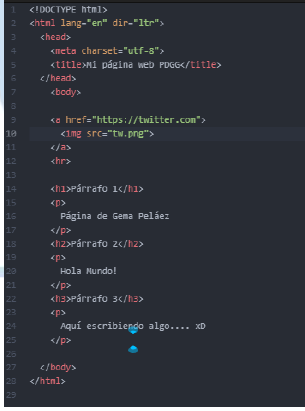 1 <!DOCTYPE html>
2 <html lang="en" dir="ltr">
3 <head>
4 <meta charset="utf-8">
5 <title>Mi página web PDGG</title>
6 </head>
7 <body>
8
9 <a href="https://twitter.com">
10 <img src="tw.png">
11 </a>
12 <hr>
13
14 <h1>Párrafo 1</h1>
15 <p>
16 Página de Gema Peláez
17 </p>
18 <h2>Párrafo 2</h2>
19 <p>
20 Hola Mundo!
21 </p>
22 <h3>Párrafo 3</h3>
23 <p>
24 Aquí escribiendo algo.... xD
25 </p>
26
27 </body>
28 </html>
29